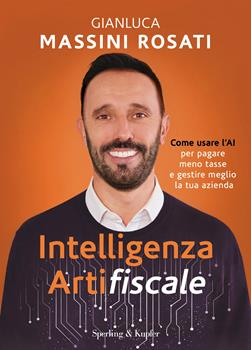 GIANLUCA
MASSINI ROSATI
Come usare l'AI
per pagare
meno tasse
e gestire meglio
la tua azienda
Intelligenza
Artifiscale
Sperling & Kupfer